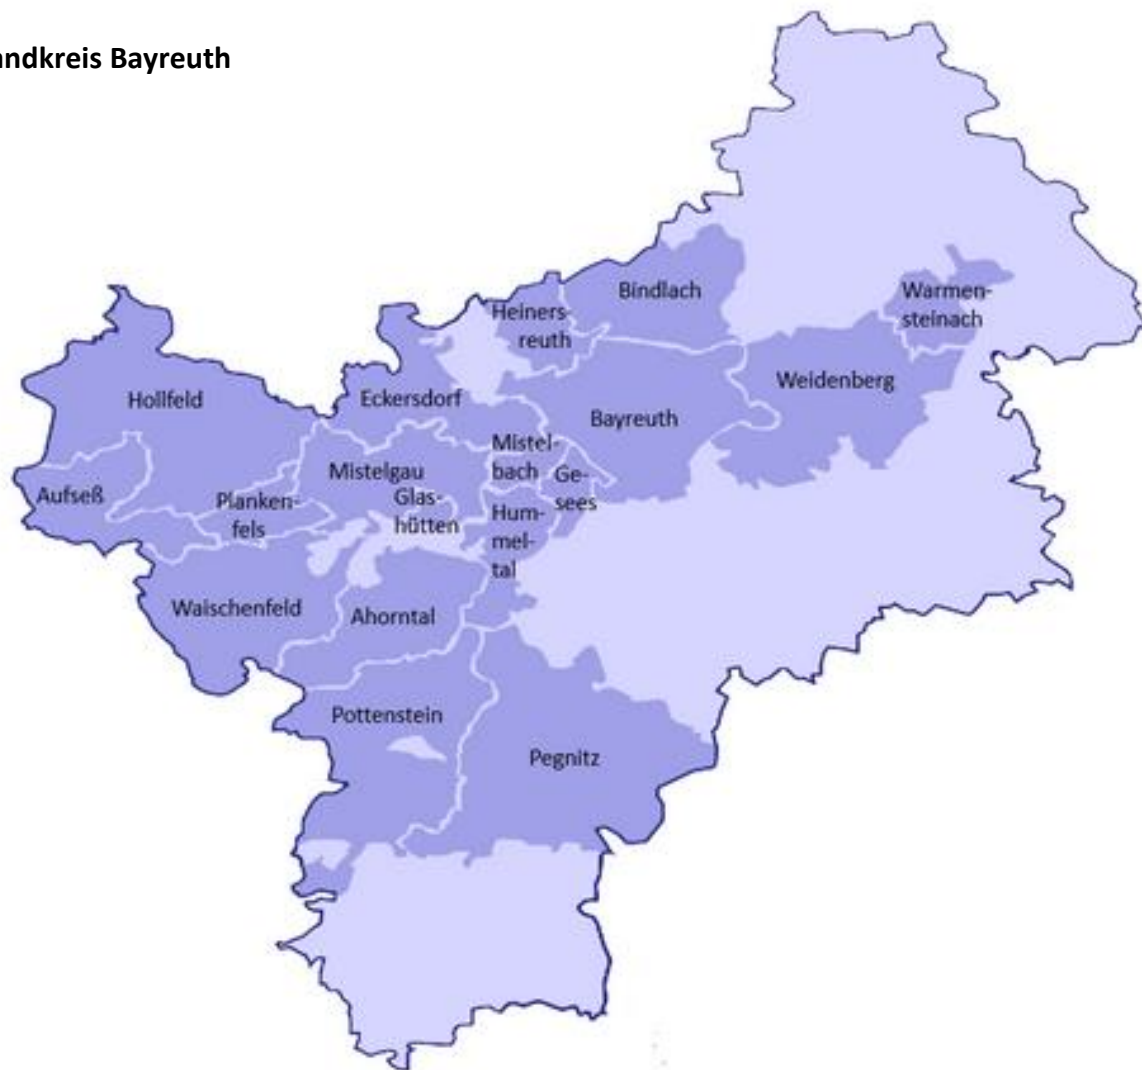 andkreis Bayreuth
Bindlach
Warmen-
steinach
Heiners-
reuth
Weidenberg
Hollfeld
Eckersdorf
Bayreuth
Mistel-
bach
Mistelgau
Ge-
sees
Aufseß
Planken-
fels
Glas-
hütten
Hum-
mel-
tal
Waischenfeld
Ahorntal
Pottenstein
Pegnitz